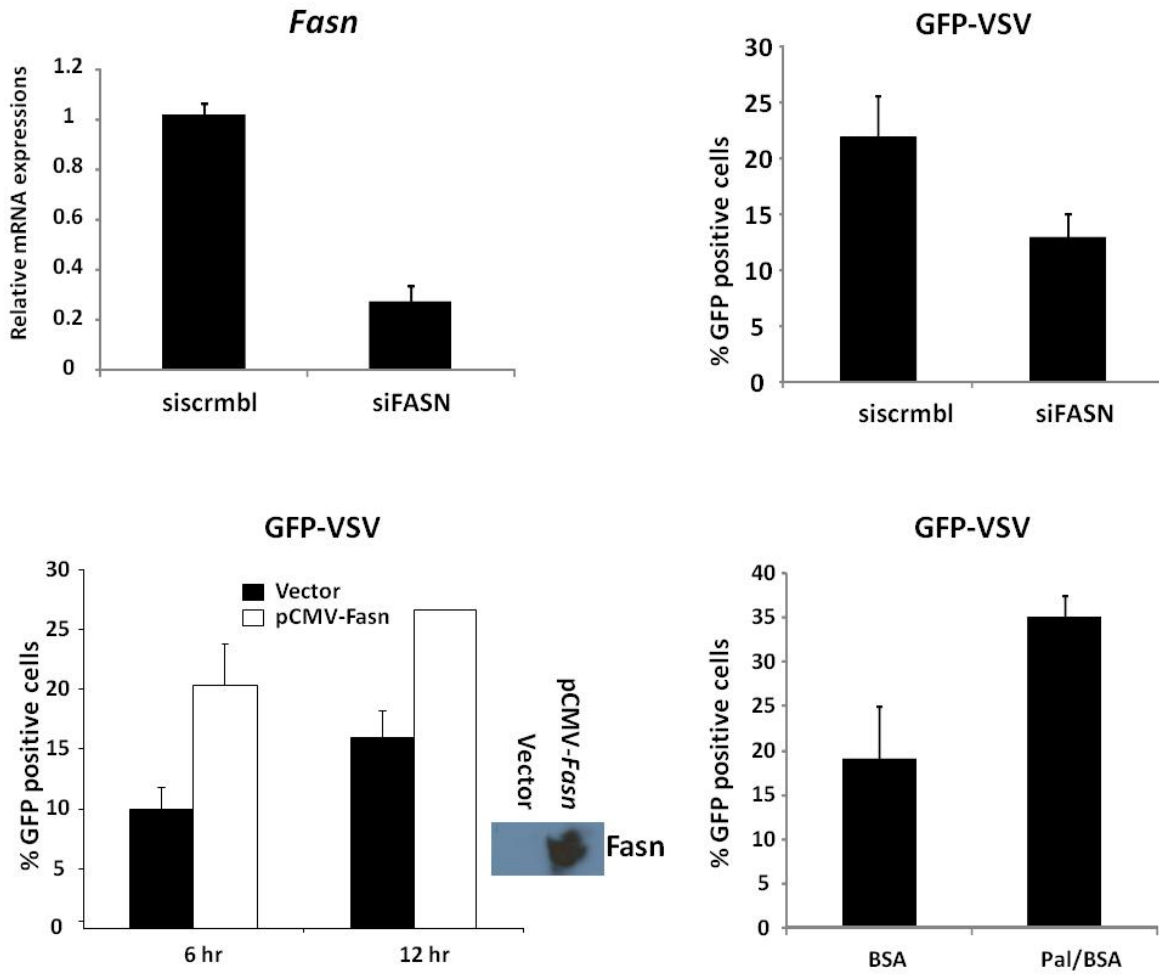 Fasn
Relative mRNA expressions
1.2
1
0.8
0.6
0.4
0.2
0
siscrmbl siFASN
GFP-VSV
% GFP positive cells
30
25
20
15
10
5
0
siscrmbl siFASN
GFP-VSV
% GFP positive cells
30
25
20
15
10
5
0
Vector
pCMV-Fasn
6 hr 12 hr
Vector
pCMV-Fasn
Fasn
GFP-VSV
% GFP positive cells
40
35
30
25
20
15
10
5
0
BSA Pal/BSA